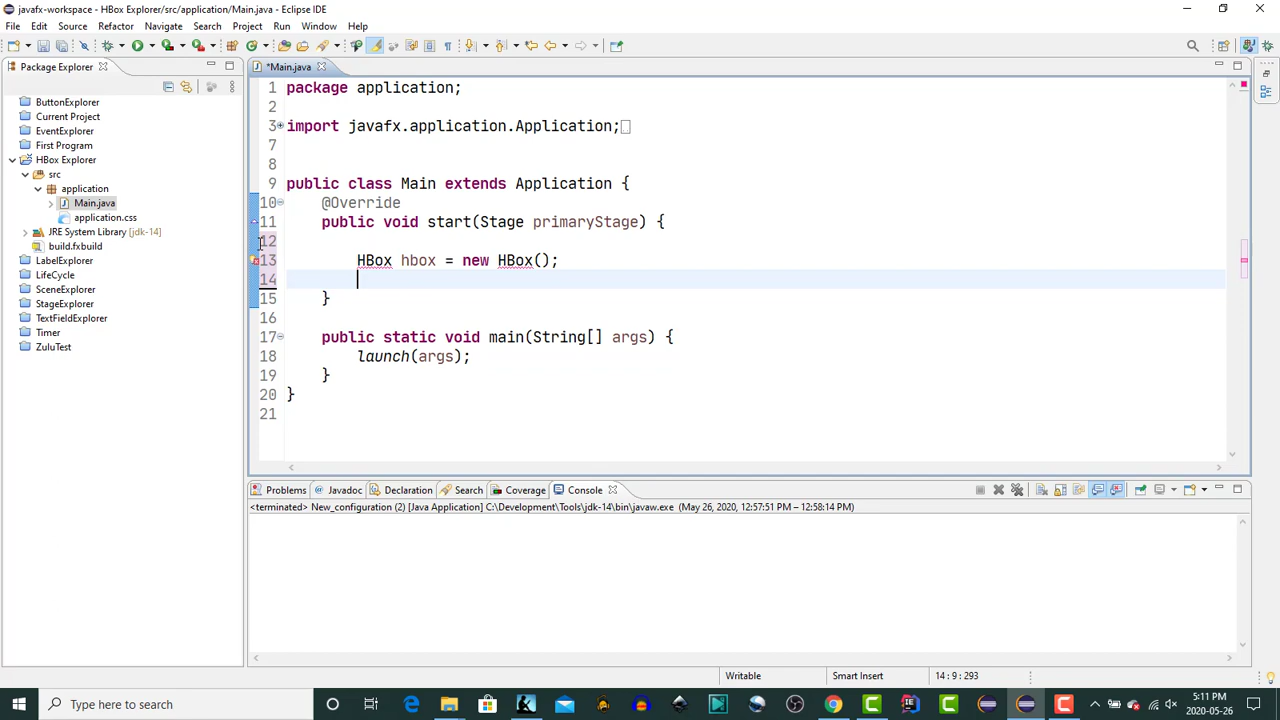 javafx-workspace - HBox Explorer/src/application/Main.java - Eclipse IDE
File Edit Source Refactor Navigate Search Project Run Window Help
Package Explorer
*Main.java
ButtonExplorer
Current Project
EventExplorer
First Program
HBox Explorer
src
application
Main.java
application.css
JRE System Library [jdk-14]
build.fxbuild
LabelExplorer
LifeCycle
SceneExplorer
StageExplorer
TextFieldExplorer
Timer
ZuluTest
1 package application;
2
3 import javafx.application.Application;
7
8
9 public class Main extends Application {
10 @Override
11 public void start(Stage primaryStage) {
12
13 HBox hbox = new HBox();
14
15 }
16
17 public static void main(String[] args) {
18 launch(args);
19 }
20 }
21
Problems Javadoc Declaration Search Coverage Console
<terminated> New_configuration (2) [Java Application] C:\Development\Tools\jdk-14\bin\javaw.exe (May 26, 2020, 12:57:51 PM – 12:58:14 PM)
Writable Smart Insert 14 : 9 : 293
Type here to search
5:11 PM
2020-05-26